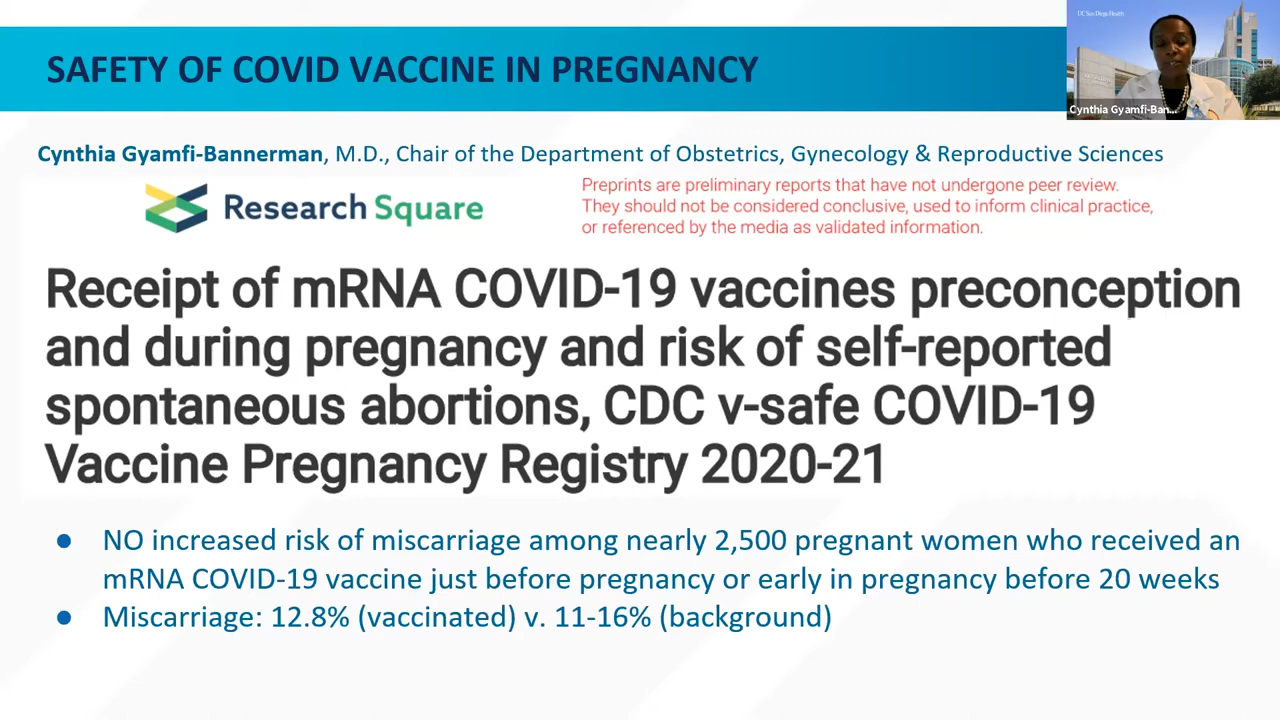 SAFETY OF COVID VACCINE IN PREGNANCY
UC San Diego Health
Cynthia Gyamfi-Ban...
Cynthia Gyamfi-Bannerman, M.D., Chair of the Department of Obstetrics, Gynecology & Reproductive Sciences
Research Square
Preprints are preliminary reports that have not undergone peer review.
They should not be considered conclusive, used to inform clinical practice,
or referenced by the media as validated information.
Receipt of mRNA COVID-19 vaccines preconception
and during pregnancy and risk of self-reported
spontaneous abortions, CDC v-safe COVID-19
Vaccine Pregnancy Registry 2020-21
● NO increased risk of miscarriage among nearly 2,500 pregnant women who received an
mRNA COVID-19 vaccine just before pregnancy or early in pregnancy before 20 weeks
● Miscarriage: 12.8% (vaccinated) v. 11-16% (background)